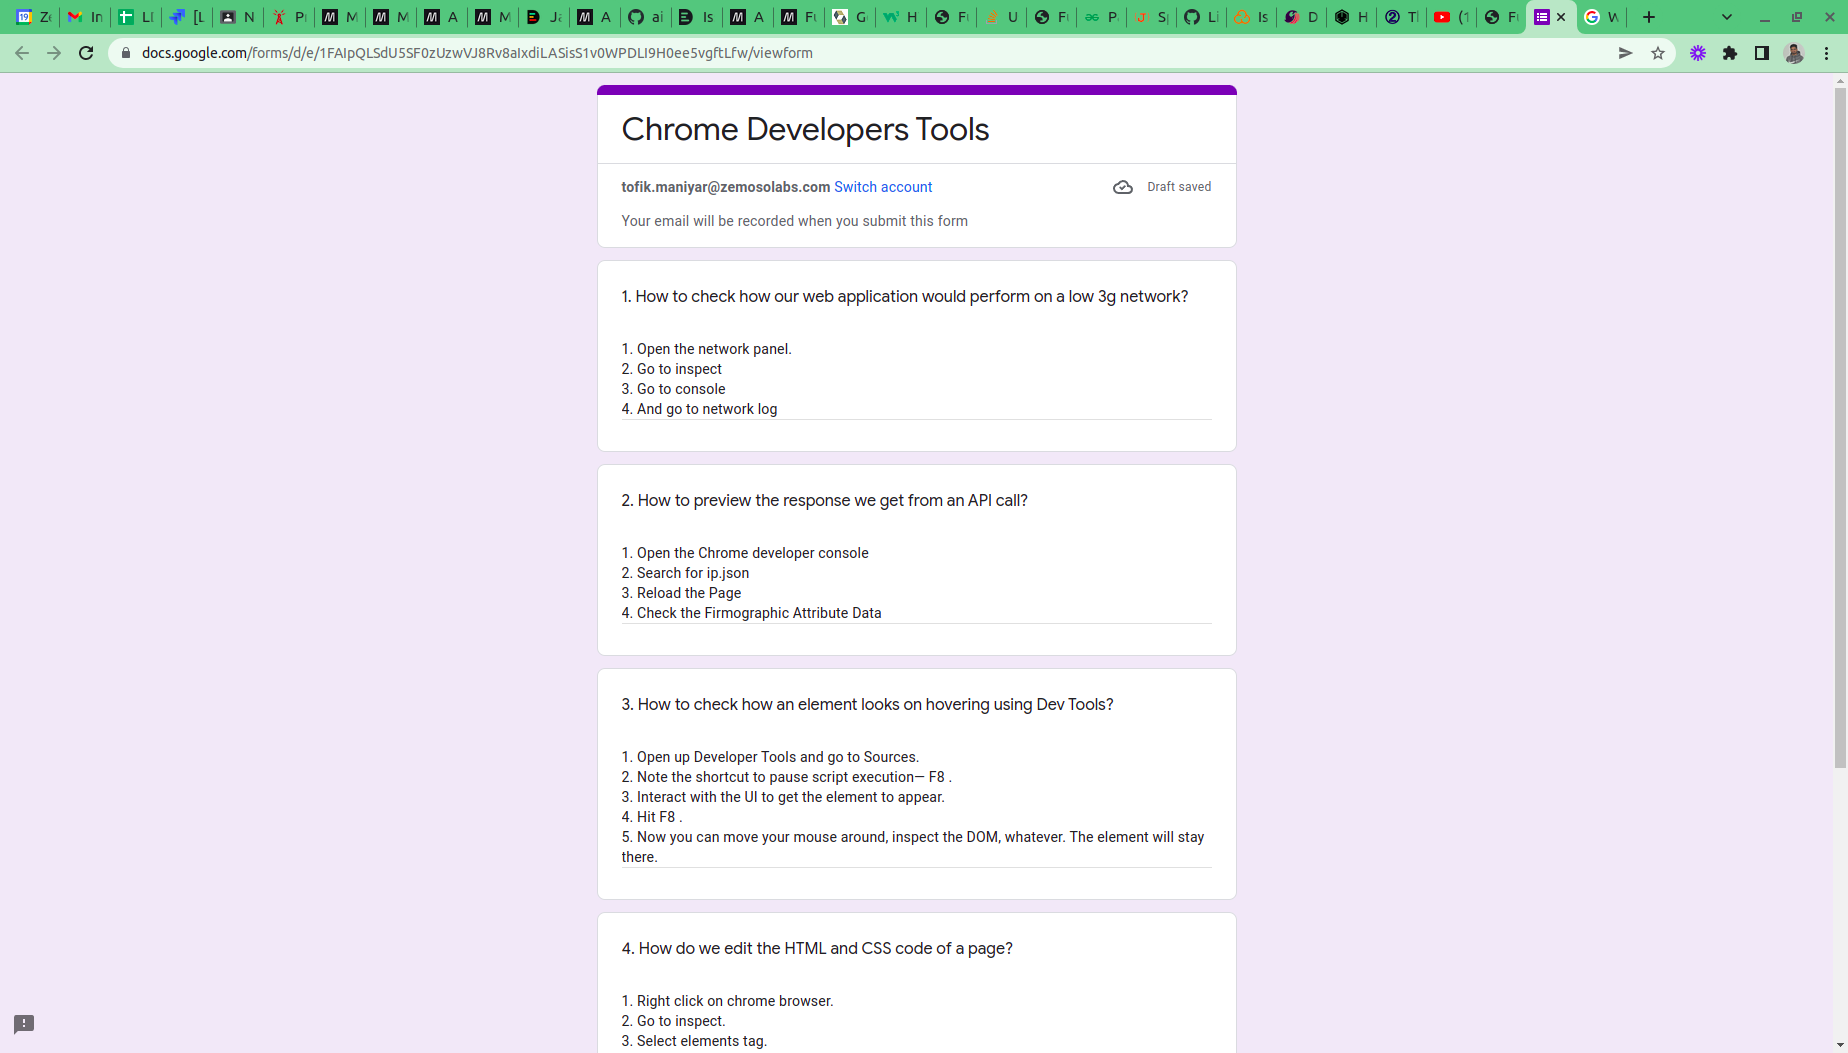 Ze
In
LD
[L
N
Pi
M
M
A
M
Ja
A
ai
Is
A
Fu
G
H
Fu
U
Fu
P
S
Li
Is
D
H
Tl
(1
Fu
W
docs.google.com/forms/d/e/1FAIpQLSdU5SF0zUzwVJ8Rv8aIxdiLASisS1v0WPDLI9H0ee5vgftLfw/viewform
Chrome Developers Tools
tofik.maniyar@zemosolabs.com Switch account
Draft saved
Your email will be recorded when you submit this form
1. How to check how our web application would perform on a low 3g network?
1. Open the network panel.
2. Go to inspect
3. Go to console
4. And go to network log
2. How to preview the response we get from an API call?
1. Open the Chrome developer console
2. Search for ip.json
3. Reload the Page
4. Check the Firmographic Attribute Data
3. How to check how an element looks on hovering using Dev Tools?
1. Open up Developer Tools and go to Sources.
2. Note the shortcut to pause script execution— F8 .
3. Interact with the UI to get the element to appear.
4. Hit F8 .
5. Now you can move your mouse around, inspect the DOM, whatever. The element will stay
there.
4. How do we edit the HTML and CSS code of a page?
1. Right click on chrome browser.
2. Go to inspect.
3. Select elements tag.